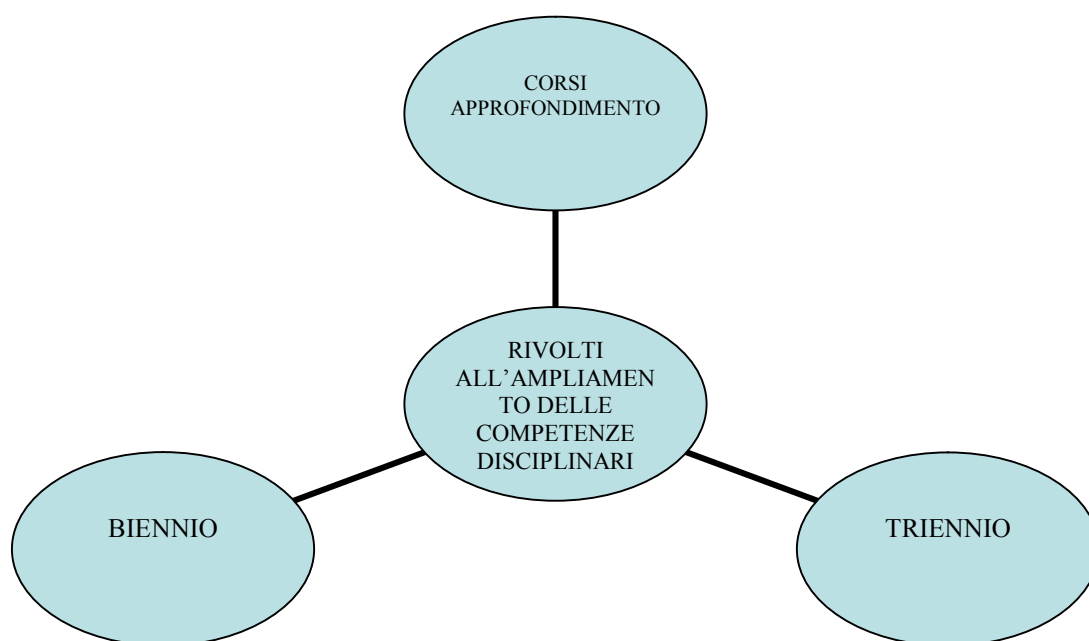 CORSI
APPROFONDIMENTO
RIVOLTI
ALL'AMPLIAMEN
TO DELLE
COMPETENZE
DISCIPLINARI
BIENNIO
TRIENNIO